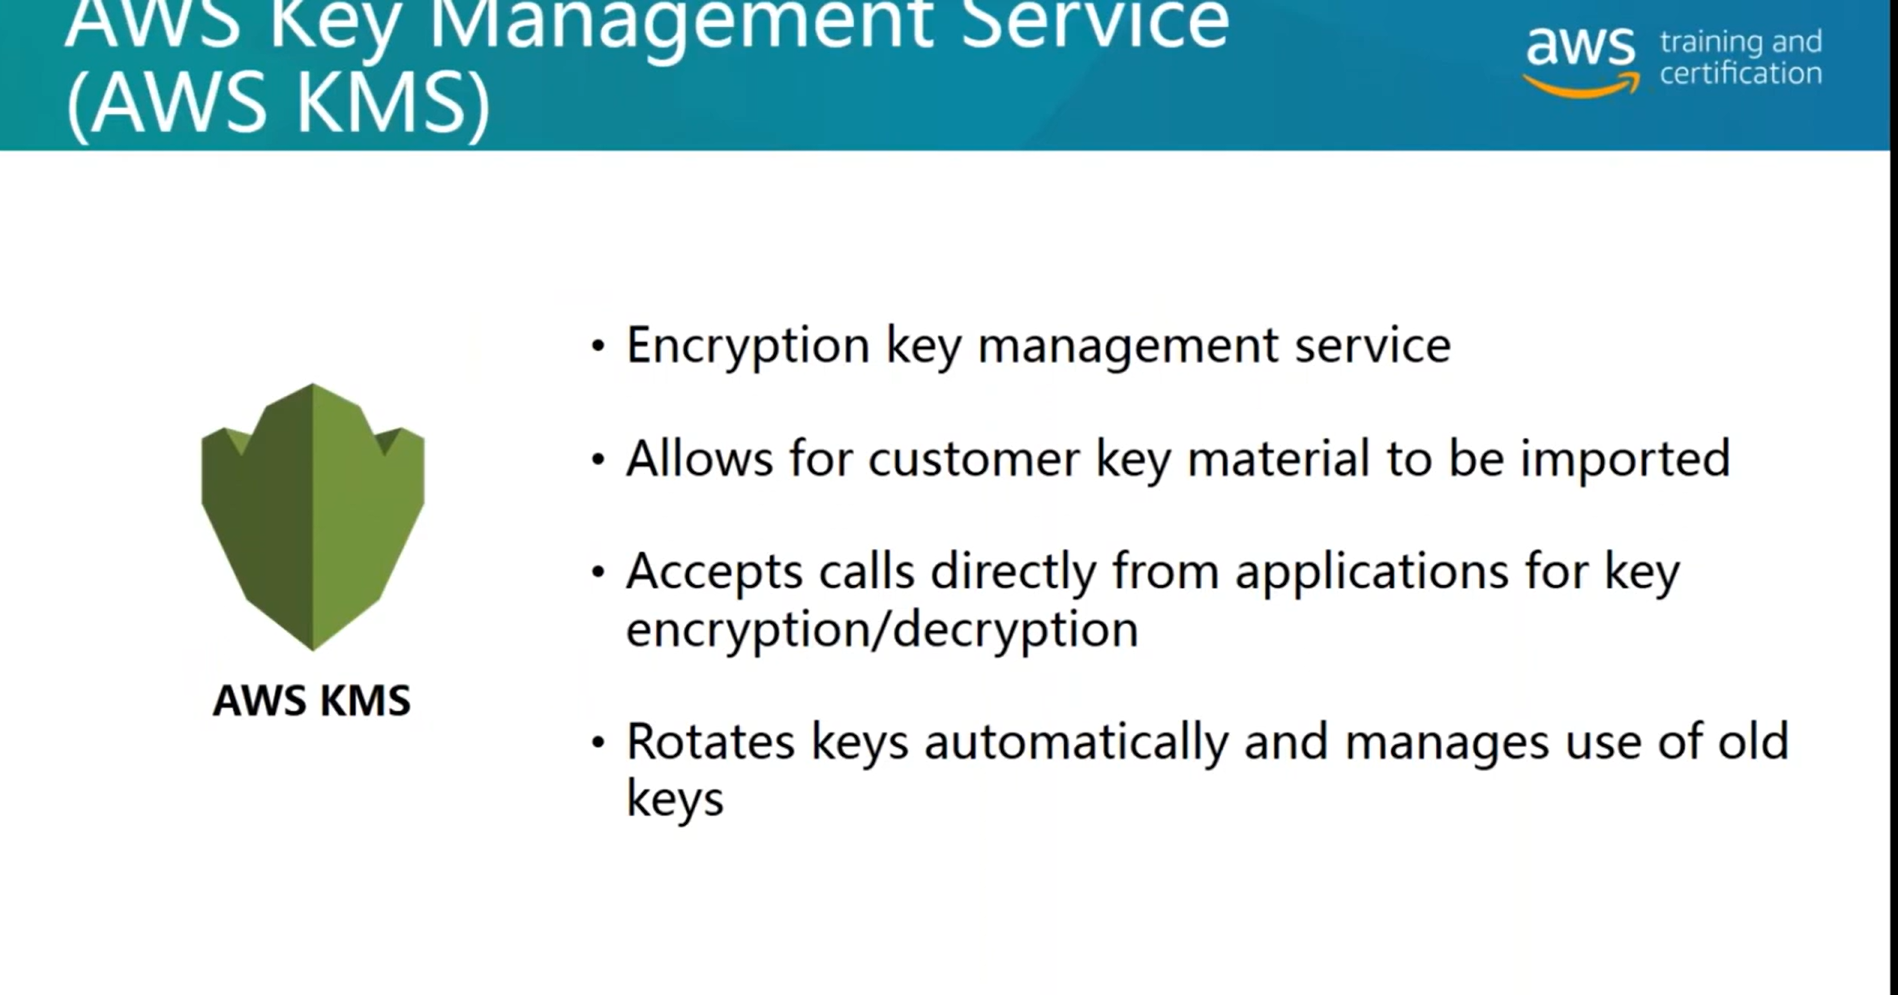 AWS Key Management Service
(AWS KMS)
aws training and
certification
• Encryption key management service
• Allows for customer key material to be imported
• Accepts calls directly from applications for key
encryption/decryption
• Rotates keys automatically and manages use of old
keys
AWS KMS